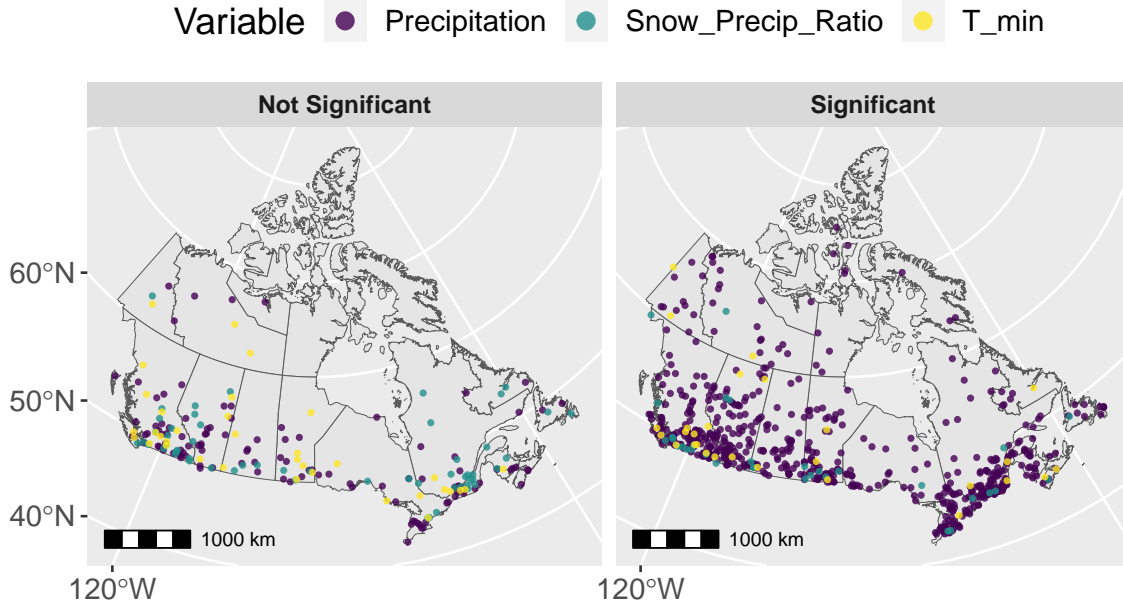 Variable Precipitation Snow_Precip_Ratio T_min
Not Significant
Significant
60°N
50°N
40°N
1000 km
1000 km
120°W
120°W